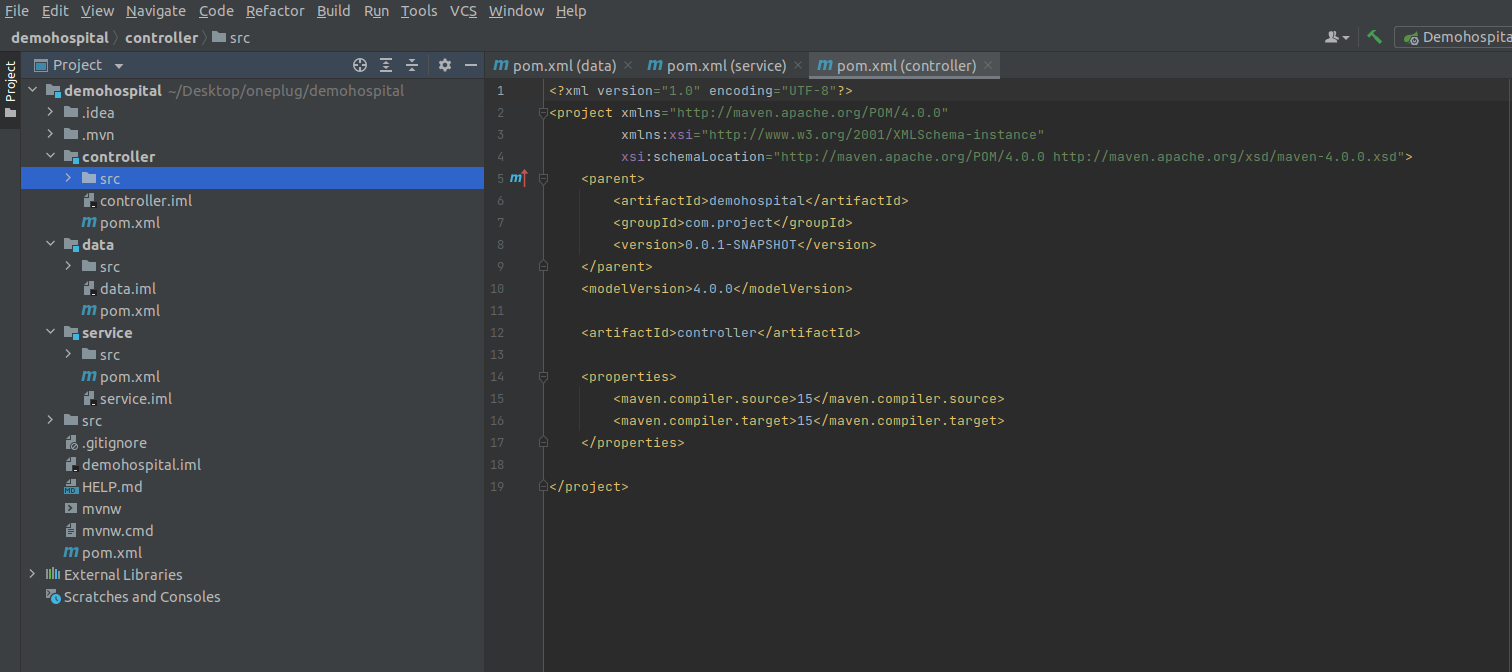 File Edit View Navigate Code Refactor Build Run Tools VCS Window Help
demohospital controller src
Demohospita
Project
Project
demohospital ~/Desktop/oneplug/demohospital
.idea
.mvn
controller
src
controller.iml
pom.xml
data
src
data.iml
pom.xml
service
src
pom.xml
service.iml
src
.gitignore
demohospital.iml
HELP.md
mvnw
mvnw.cmd
pom.xml
External Libraries
Scratches and Consoles
pom.xml (data) pom.xml (service) pom.xml (controller)
1 <?xml version="1.0" encoding="UTF-8"?>
2 <project xmlns="http://maven.apache.org/POM/4.0.0"
3 xmlns:xsi="http://www.w3.org/2001/XMLSchema-instance"
4 xsi:schemaLocation="http://maven.apache.org/POM/4.0.0 http://maven.apache.org/xsd/maven-4.0.0.xsd">
5 <parent>
6 <artifactId>demohospital</artifactId>
7 <groupId>com.project</groupId>
8 <version>0.0.1-SNAPSHOT</version>
9 </parent>
10 <modelVersion>4.0.0</modelVersion>
11
12 <artifactId>controller</artifactId>
13
14 <properties>
15 <maven.compiler.source>15</maven.compiler.source>
16 <maven.compiler.target>15</maven.compiler.target>
17 </properties>
18
19 </project>